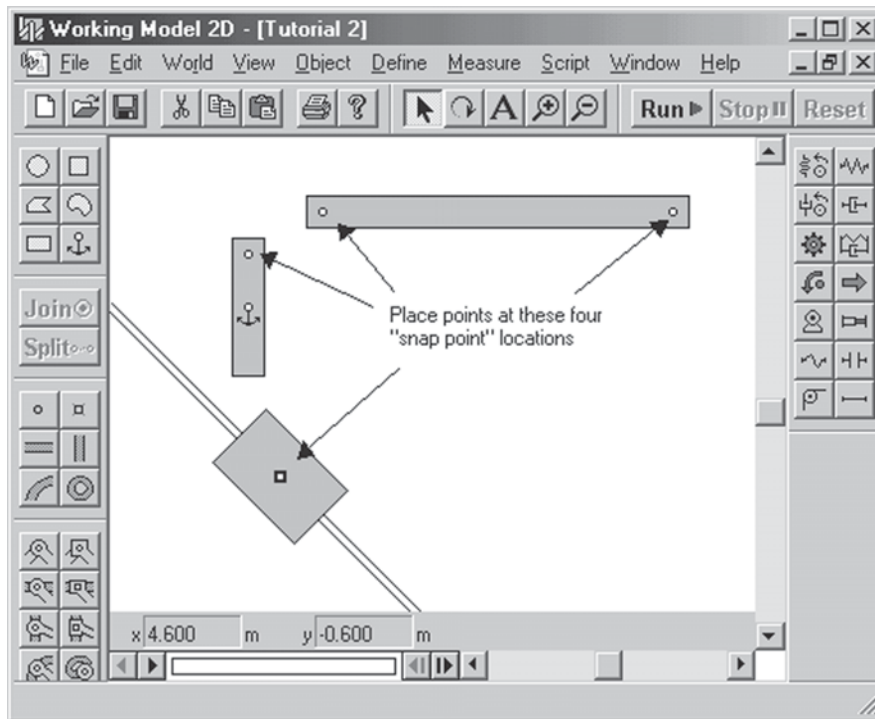 Working Model 2D - [Tutorial 2]
File Edit World View Object Define Measure Script Window Help
? A Run Stop Reset
Join
Split
Place points at these four
"snap point" locations
x 4.600 m y -0.600 m